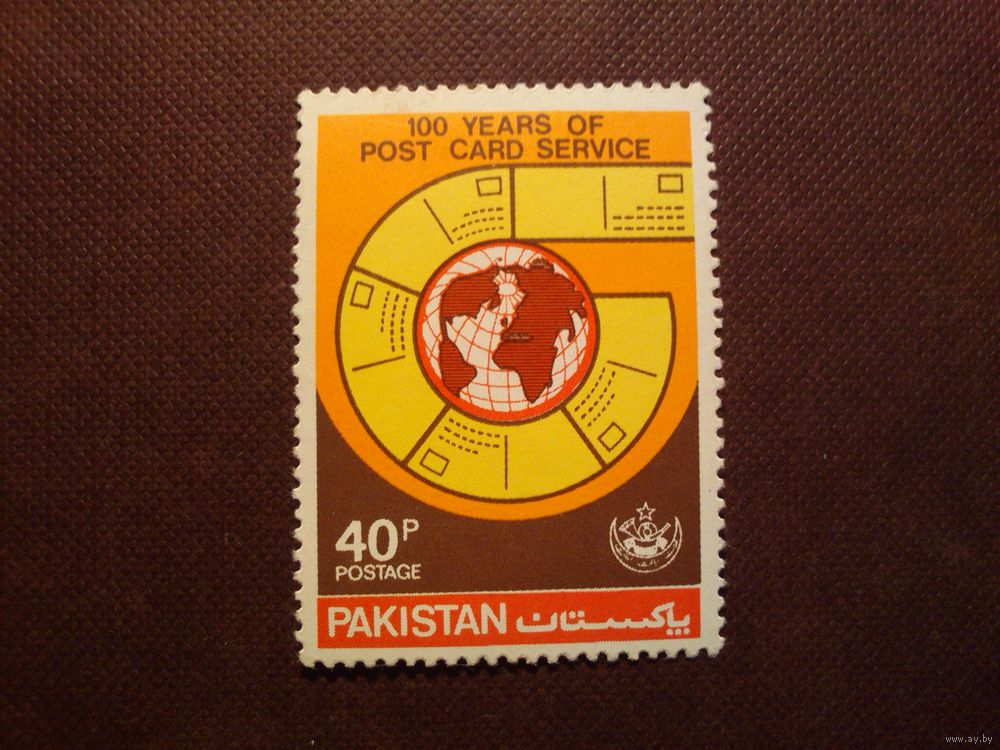 100 YEARS OF
POST CARD SERVICE
40P
POSTAGE
PAKISTAN پاکستان
www.ay.by